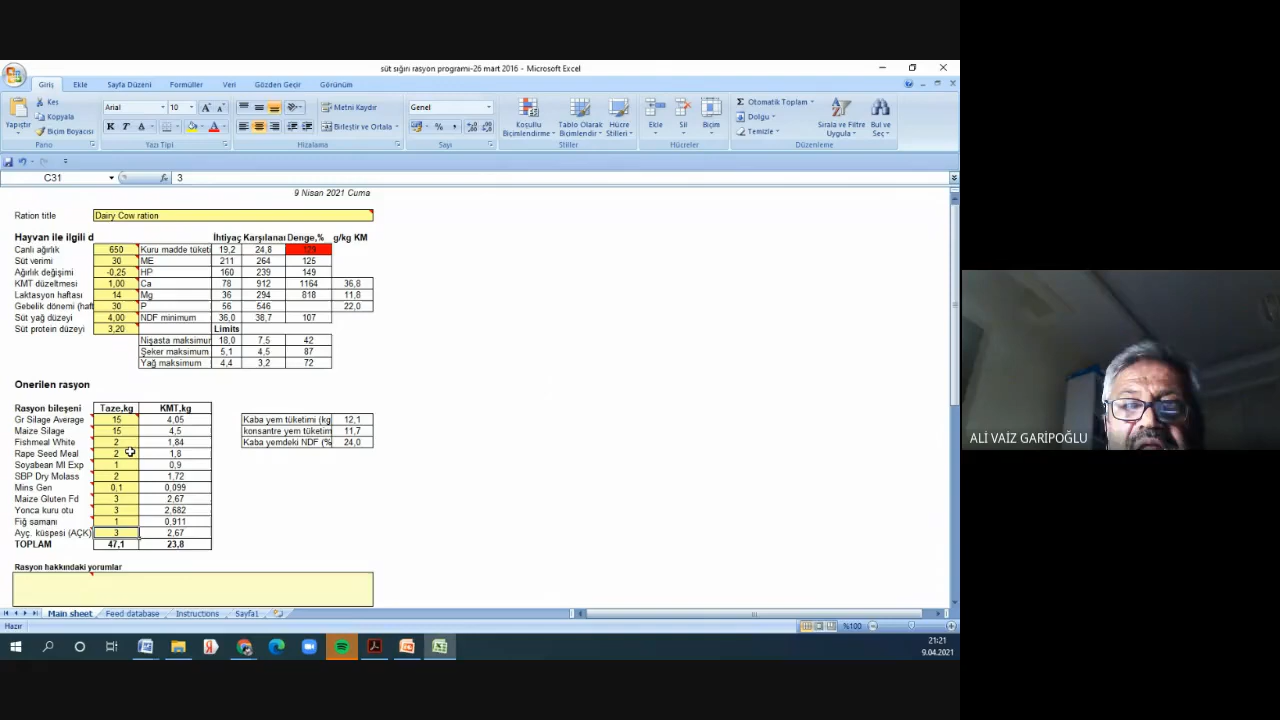 süt sığırı rasyon programi-26 mart 2016 - Microsoft Excel
Giriş Ekle Sayfa Düzeni Formüller Veri Gözden Geçir Görünüm
Yapıştır Kes Kopyala Biçim Boyacısı Pano
Arial 10 Yazı Tipi
Metni Kaydır Birleştir ve Ortala Hizalama
Genel % Sayı
Koşullu Biçimlendirme Tablo Olarak Biçimlendir Hücre Stilleri Stiller
Ekle Sil Biçim Hücreler
Σ Otomatik Toplam Dolgu Temizle Sırala ve Filtre Uygula Bul ve Seç Düzenleme
C31 fx 3
9 Nisan 2021 Cuma
Ration title Dairy Cow ration
Hayvan ile ilgili d İhtiyaç Karşılanan Denge,% g/kg KM
Canlı ağırlık 650 Kuru madde tüketi 19,2 24,8 129
Süt verimi 30 ME 211 264 125
Ağırlık değişimi -0,25 HP 160 239 149
KMT düzeltmesi 1,00 Ca 78 912 1164 36,8
Laktasyon haftası 14 Mg 36 294 818 11,8
Gebelik dönemi (haft 30 P 56 546 22,0
Süt yağ düzeyi 4,00 NDF minimum 36,0 38,7 107
Süt protein düzeyi 3,20 Limits
Nişasta maksimur 18,0 7,5 42
Şeker maksimum 5,1 4,5 87
Yağ maksimum 4,4 3,2 72
Onerilen rasyon
Rasyon bileşeni Taze,kg KMT,kg
Gr Silage Average 15 4,05 Kaba yem tüketimi (kg 12,1
Maize Silage 15 4,5 konsantre yem tüketim 11,7
Fishmeal White 2 1,84 Kaba yemdeki NDF (% 24,0
Rape Seed Meal 2 1,8
Soyabean Ml Exp 1 0,9
SBP Dry Molass 2 1,72
Mins Gen 0,1 0,099
Maize Gluten Fd 3 2,67
Yonca kuru otu 3 2,682
Fiğ samanı 1 0,911
Ayç. küspesi (AÇK) 3 2,67
TOPLAM 47,1 23,8
Rasyon hakkındaki yorumlar
Main sheet Feed database Instructions Sayfa1
Hazır %100
21:21
9.04.2021
ALİ VAİZ GARİPOĞLU